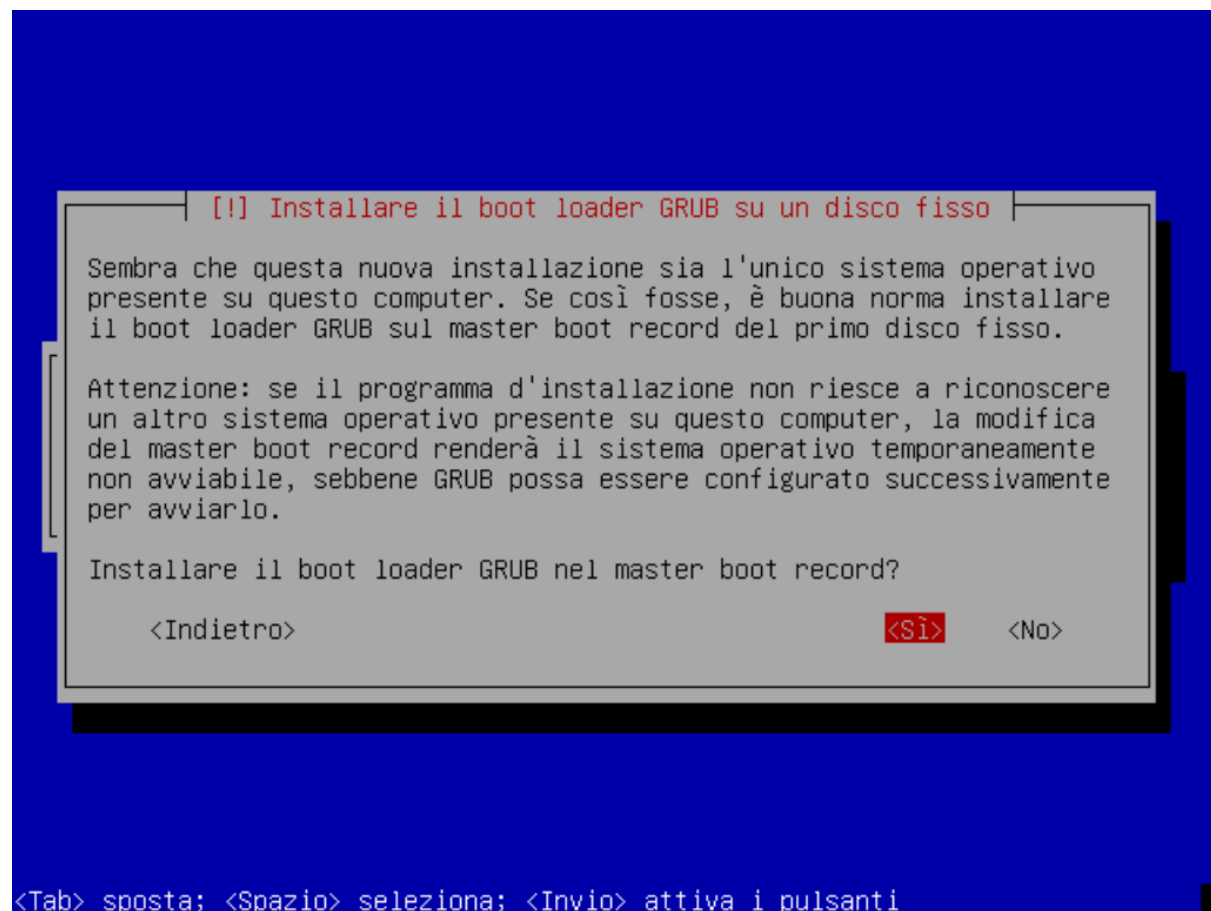 [!] Installare il boot loader GRUB su un disco fisso
Sembra che questa nuova installazione sia l'unico sistema operativo
presente su questo computer. Se così fosse, è buona norma installare
il boot loader GRUB sul master boot record del primo disco fisso.
Attenzione: se il programma d'installazione non riesce a riconoscere
un altro sistema operativo presente su questo computer, la modifica
del master boot record renderà il sistema operativo temporaneamente
non avviabile, sebbene GRUB possa essere configurato successivamente
per avviarlo.
Installare il boot loader GRUB nel master boot record?
<Indietro> <Sì> <No>
<Tab> sposta; <Spazio> seleziona; <Invio> attiva i pulsanti